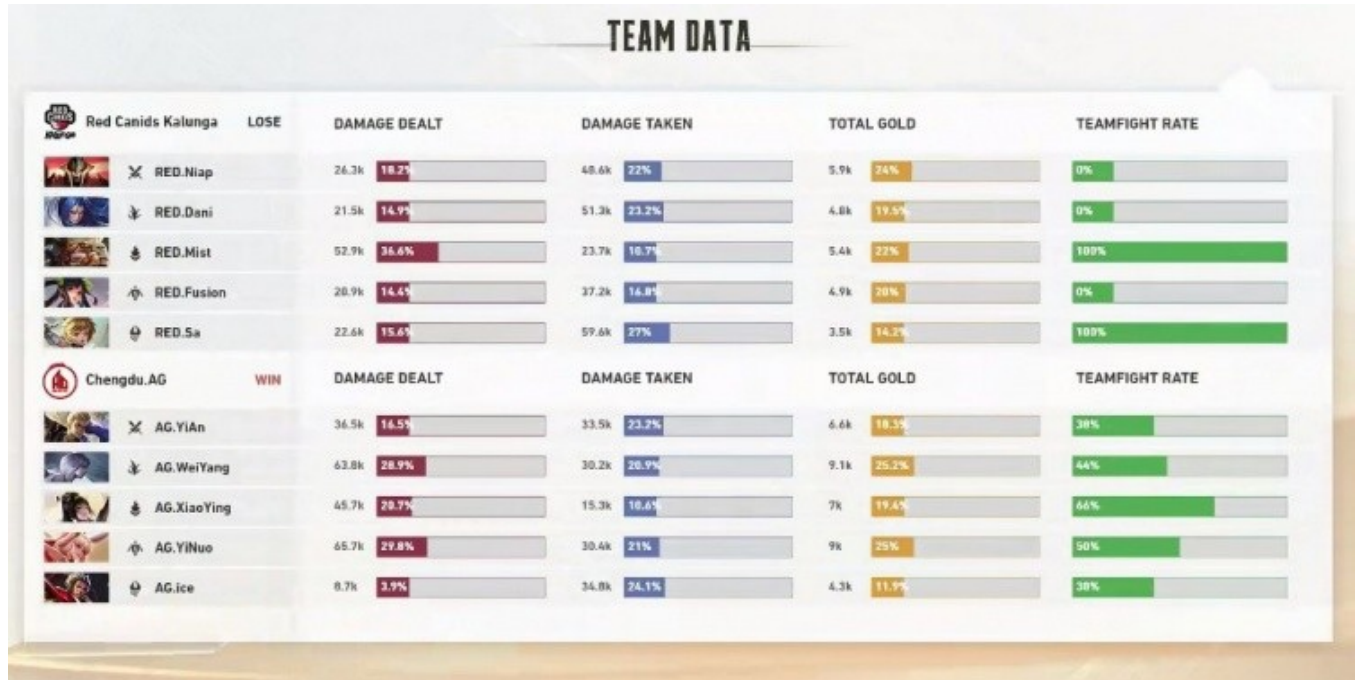 TEAM DATA
RED CANIDS
Red Canids Kalunga LOSE DAMAGE DEALT DAMAGE TAKEN TOTAL GOLD TEAMFIGHT RATE
RED.Niap 26.3k 18.2% 48.6k 22% 5.9k 24% 0%
RED.Dani 21.5k 14.9% 51.3k 23.2% 4.8k 19.5% 0%
RED.Mist 52.9k 36.6% 23.7k 10.7% 5.4k 22% 100%
RED.Fusion 20.9k 14.4% 37.2k 16.8% 4.9k 20% 0%
RED.Sa 22.6k 15.6% 59.6k 27% 3.5k 14.2% 100%
Chengdu.AG WIN DAMAGE DEALT DAMAGE TAKEN TOTAL GOLD TEAMFIGHT RATE
AG.YiAn 36.5k 16.5% 33.5k 23.2% 6.6k 18.3% 38%
AG.WeiYang 63.8k 28.9% 30.2k 20.9% 9.1k 25.2% 44%
AG.XiaoYing 45.7k 20.7% 15.3k 10.6% 7k 19.4% 66%
AG.YiNuo 65.7k 29.8% 30.4k 21% 9k 25% 50%
AG.ice 8.7k 3.9% 34.8k 24.1% 4.3k 11.9% 38%